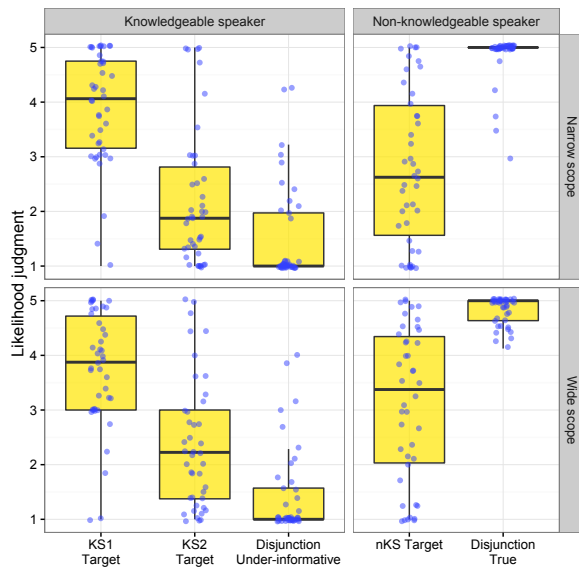 Knowledgeable speaker
Non-knowledgeable speaker
Likelihood judgment
5
4
3
2
1
Narrow scope
5
4
3
2
1
Wide scope
KS1
Target
KS2
Target
Disjunction
Under-informative
nKS Target
Disjunction
True